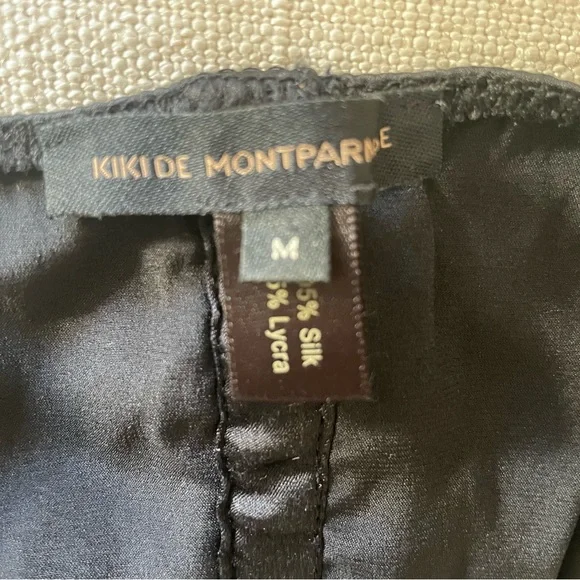 KIKI DE MONTPARN E
M
5% Silk
5% Lycra